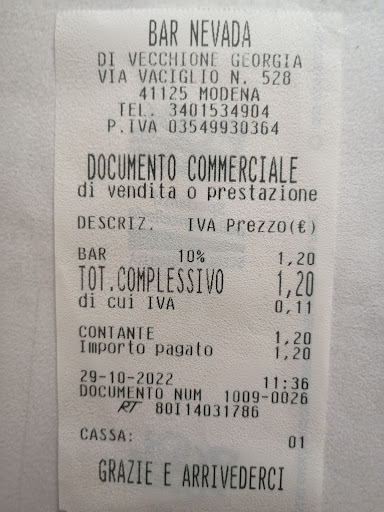 BAR NEVADA
DI VECCHIONE GEORGIA
VIA VACIGLIO N. 528
41125 MODENA
TEL. 3401534904
P.IVA 03549930364
DOCUMENTO COMMERCIALE
di vendita o prestazione
DESCRIZ. IVA Prezzo(€)
BAR 10% 1,20
TOT.COMPLESSIVO 1,20
di cui IVA 0,11
CONTANTE 1,20
Importo pagato 1,20
29-10-2022 11:36
DOCUMENTO NUM 1009-0026
RT 80I14031786
CASSA: 01
GRAZIE E ARRIVEDERCI